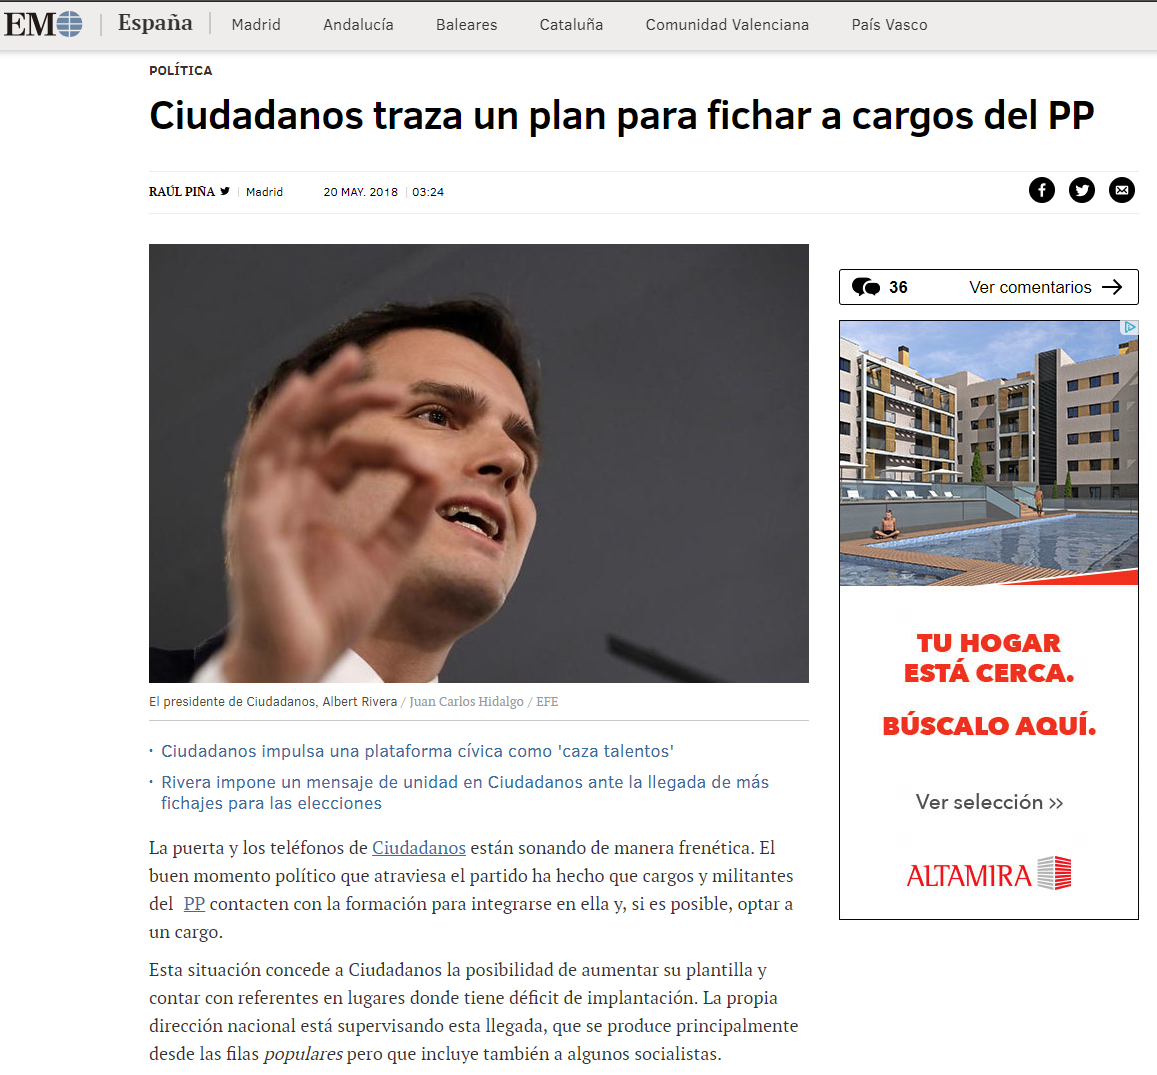 EM
España
Madrid
Andalucía
Baleares
Cataluña
Comunidad Valenciana
País Vasco
POLÍTICA
Ciudadanos traza un plan para fichar a cargos del PP
RAÚL PIÑA
Madrid
20 MAY. 2018
03:24
36
Ver comentarios
TU HOGAR
ESTÁ CERCA.
BÚSCALO AQUÍ.
Ver selección >>
ALTAMIRA
El presidente de Ciudadanos, Albert Rivera / Juan Carlos Hidalgo / EFE
· Ciudadanos impulsa una plataforma cívica como 'caza talentos'
· Rivera impone un mensaje de unidad en Ciudadanos ante la llegada de más
fichajes para las elecciones
La puerta y los teléfonos de Ciudadanos están sonando de manera frenética. El
buen momento político que atraviesa el partido ha hecho que cargos y militantes
del PP contacten con la formación para integrarse en ella y, si es posible, optar a
un cargo.
Esta situación concede a Ciudadanos la posibilidad de aumentar su plantilla y
contar con referentes en lugares donde tiene déficit de implantación. La propia
dirección nacional está supervisando esta llegada, que se produce principalmente
desde las filas populares pero que incluye también a algunos socialistas.